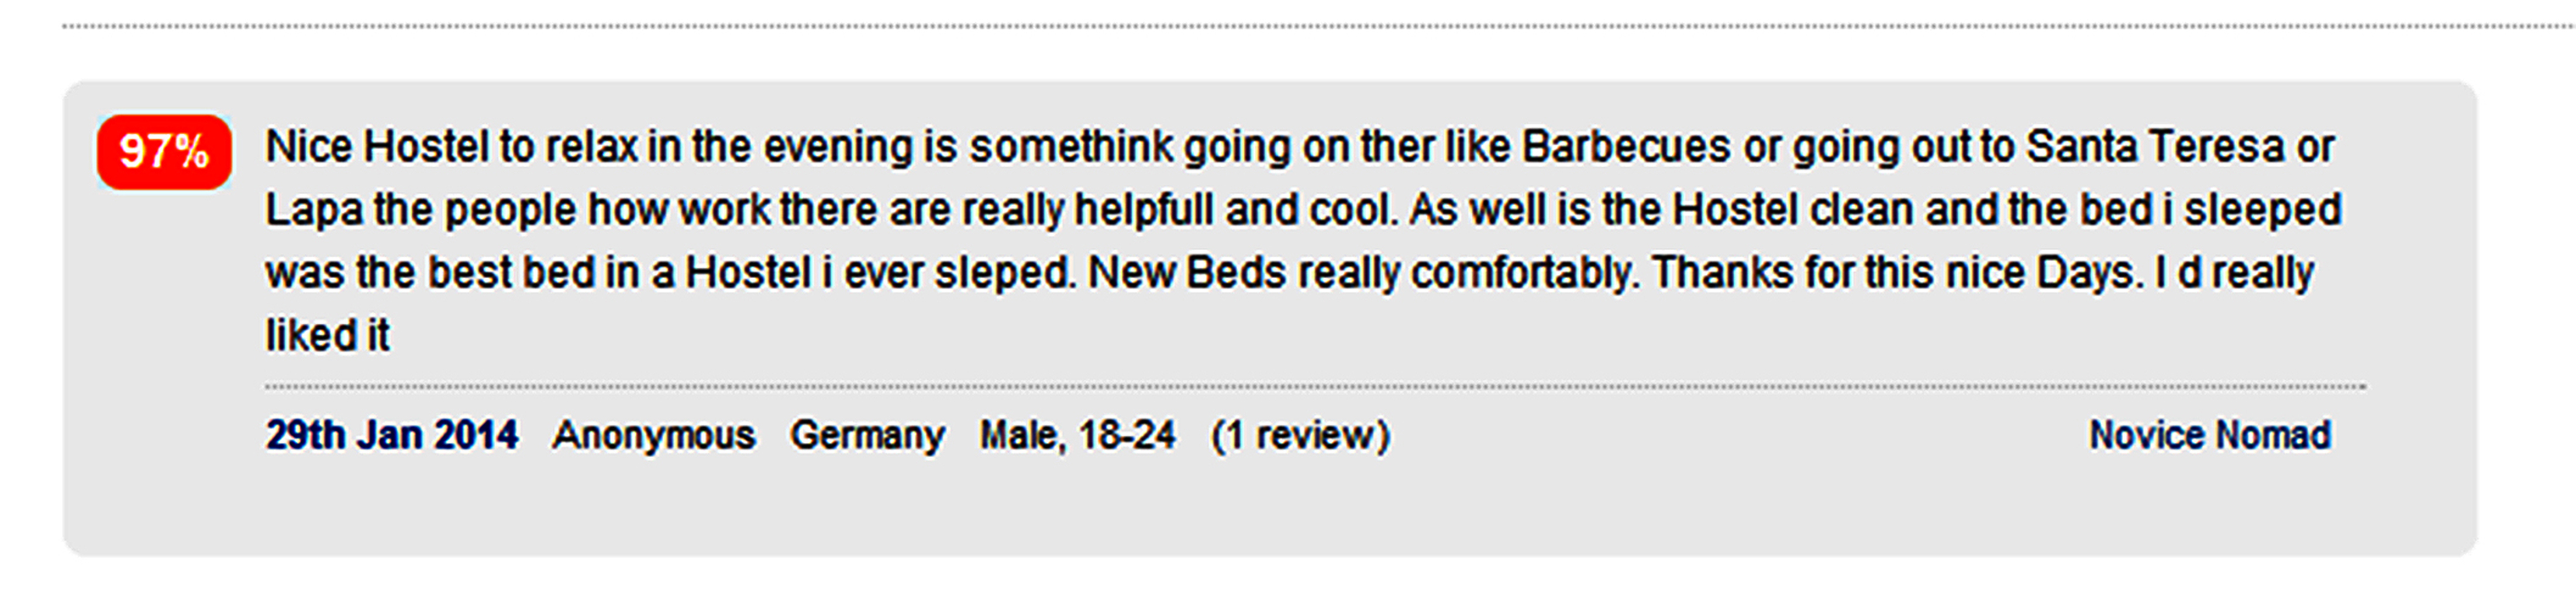 97%
Nice Hostel to relax in the evening is somethink going on ther like Barbecues or going out to Santa Teresa or
Lapa the people how work there are really helpfull and cool. As well is the Hostel clean and the bed i sleeped
was the best bed in a Hostel i ever sleped. New Beds really comfortably. Thanks for this nice Days. I d really
liked it
29th Jan 2014 Anonymous Germany Male, 18-24 (1 review) Novice Nomad